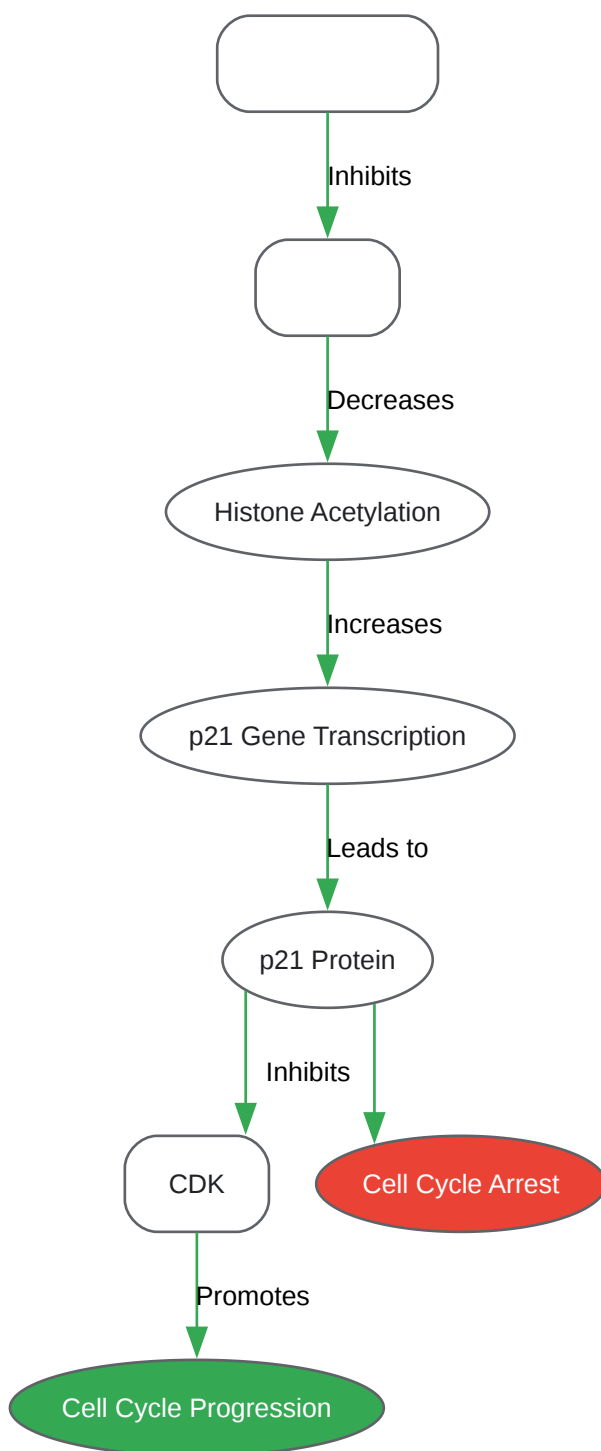 Inhibits
Decreases
Histone Acetylation
Increases
p21 Gene Transcription
Leads to
p21 Protein
Inhibits
CDK
Cell Cycle Arrest
Promotes
Cell Cycle Progression